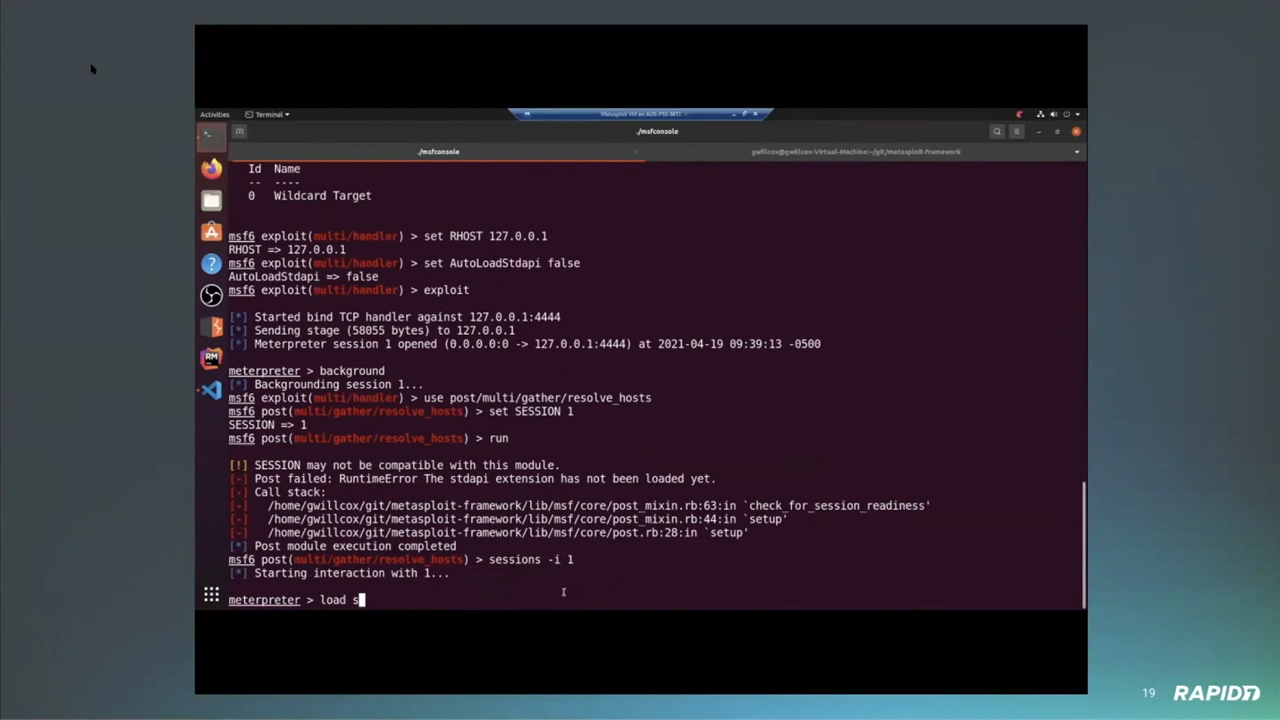 Metasploit VM on AUS-PSE-8451
Activities
Terminal
./msfconsole
./msfconsole
gwillcox@gwillcox-Virtual-Machine:~/git/metasploit-framework
Id Name
-- ----
0 Wildcard Target
msf6 exploit(multi/handler) > set RHOST 127.0.0.1
RHOST => 127.0.0.1
msf6 exploit(multi/handler) > set AutoLoadStdapi false
AutoLoadStdapi => false
msf6 exploit(multi/handler) > exploit
[*] Started bind TCP handler against 127.0.0.1:4444
[*] Sending stage (58055 bytes) to 127.0.0.1
[*] Meterpreter session 1 opened (0.0.0.0:0 -> 127.0.0.1:4444) at 2021-04-19 09:39:13 -0500
meterpreter > background
[*] Backgrounding session 1...
msf6 exploit(multi/handler) > use post/multi/gather/resolve_hosts
msf6 post(multi/gather/resolve_hosts) > set SESSION 1
SESSION => 1
msf6 post(multi/gather/resolve_hosts) > run
[!] SESSION may not be compatible with this module.
[-] Post failed: RuntimeError The stdapi extension has not been loaded yet.
[-] Call stack:
[-] /home/gwillcox/git/metasploit-framework/lib/msf/core/post_mixin.rb:63:in `check_for_session_readiness'
[-] /home/gwillcox/git/metasploit-framework/lib/msf/core/post_mixin.rb:44:in `setup'
[-] /home/gwillcox/git/metasploit-framework/lib/msf/core/post.rb:28:in `setup'
[*] Post module execution completed
msf6 post(multi/gather/resolve_hosts) > sessions -i 1
[*] Starting interaction with 1...
meterpreter > load s
RM
19
RAPID7